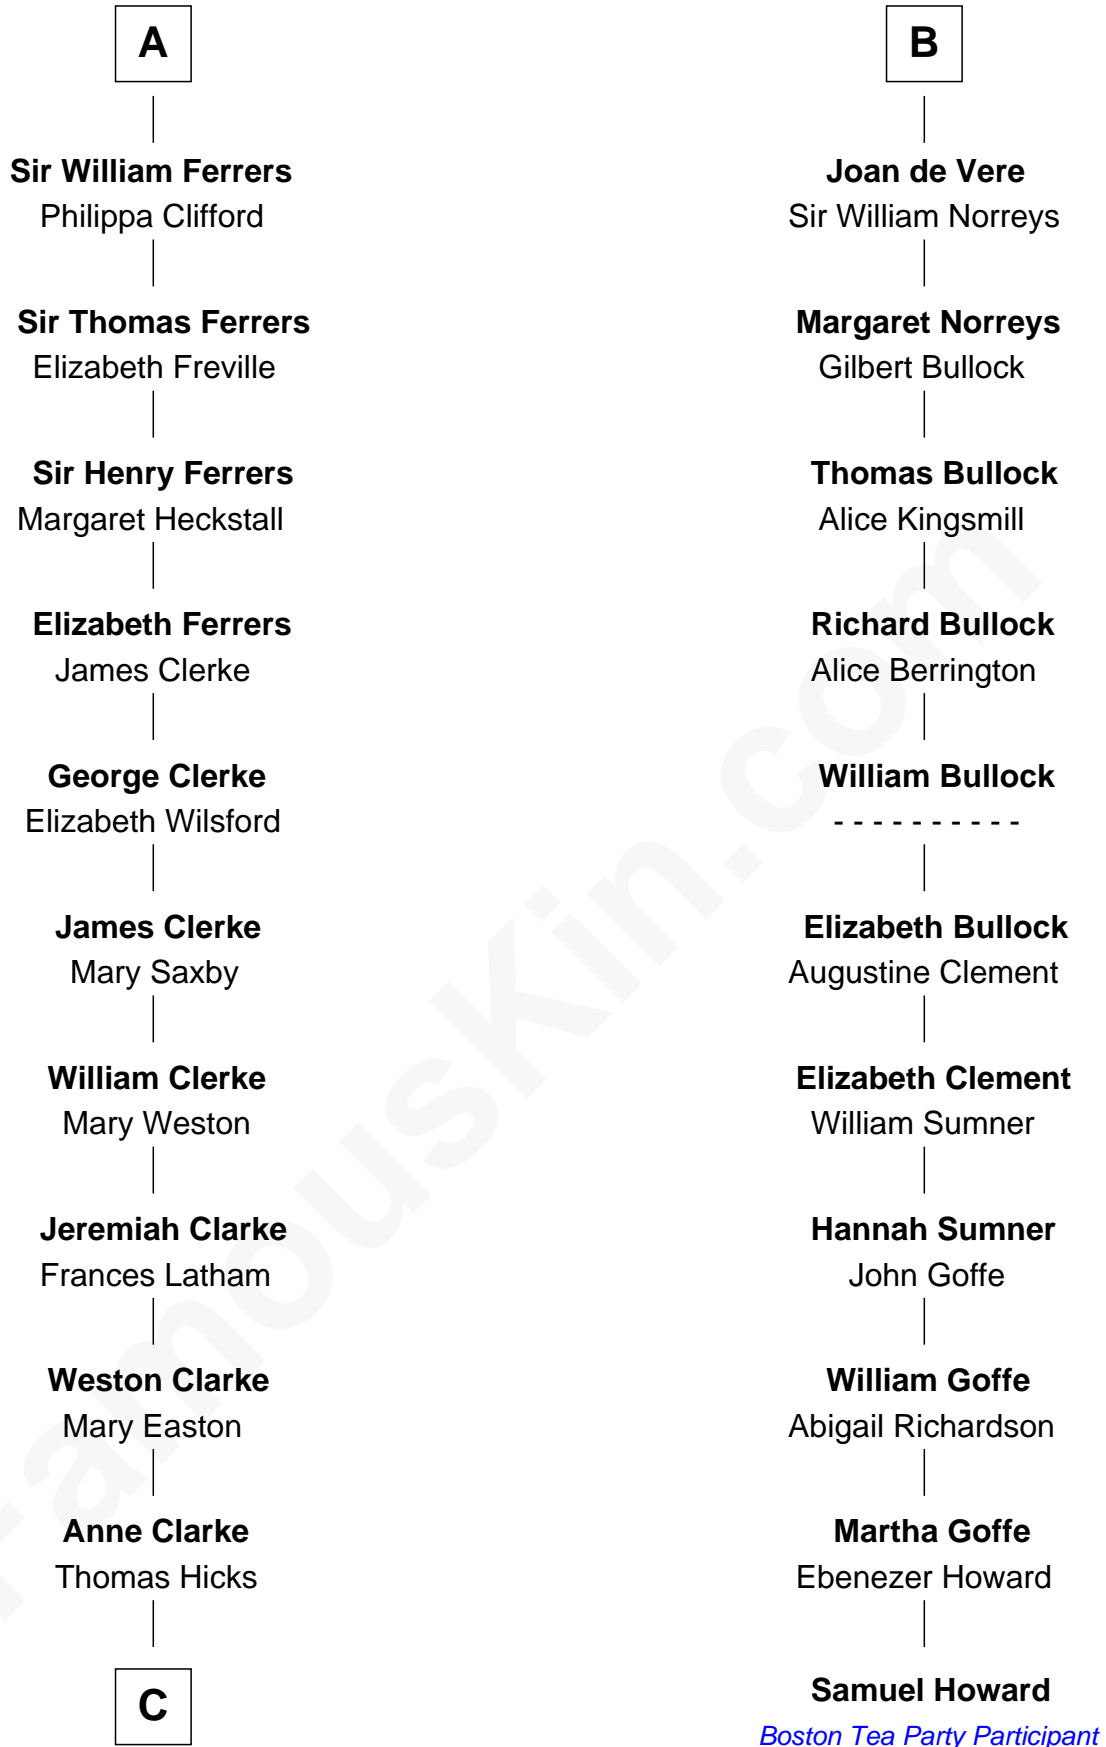 A
Sir William Ferrers
Philippa Clifford
Sir Thomas Ferrers
Elizabeth Freville
Sir Henry Ferrers
Margaret Heckstall
Elizabeth Ferrers
James Clerke
George Clerke
Elizabeth Wilsford
James Clerke
Mary Saxby
William Clerke
Mary Weston
Jeremiah Clarke
Frances Latham
Weston Clarke
Mary Easton
Anne Clarke
Thomas Hicks
C
B
Joan de Vere
Sir William Norreys
Margaret Norreys
Gilbert Bullock
Thomas Bullock
Alice Kingsmill
Richard Bullock
Alice Berrington
William Bullock
- - - - - - - - - -
Elizabeth Bullock
Augustine Clement
Elizabeth Clement
William Sumner
Hannah Sumner
John Goffe
William Goffe
Abigail Richardson
Martha Goffe
Ebenezer Howard
Samuel Howard
Boston Tea Party Participant
FamousKin.com